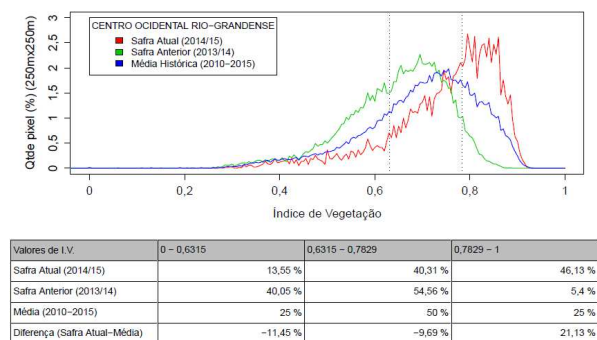 CENTRO OCIDENTAL RIO-GRANDENSE
Safra Atual (2014/15)
Safra Anterior (2013/14)
Média Histórica (2010-2015)
Qtde pixel (%) (250mx250m)
3
2,5
2
1,5
1
0,5
0
0 0,2 0,4 0,6 0,8 1
Índice de Vegetação
Valores de I.V. 0 - 0,6315 0,6315 - 0,7829 0,7829 - 1
Safra Atual (2014/15) 13,55 % 40,31 % 46,13 %
Safra Anterior (2013/14) 40,05 % 54,56 % 5,4 %
Média (2010-2015) 25 % 50 % 25 %
Diferença (Safra Atual-Média) -11,45 % -9,69 % 21,13 %